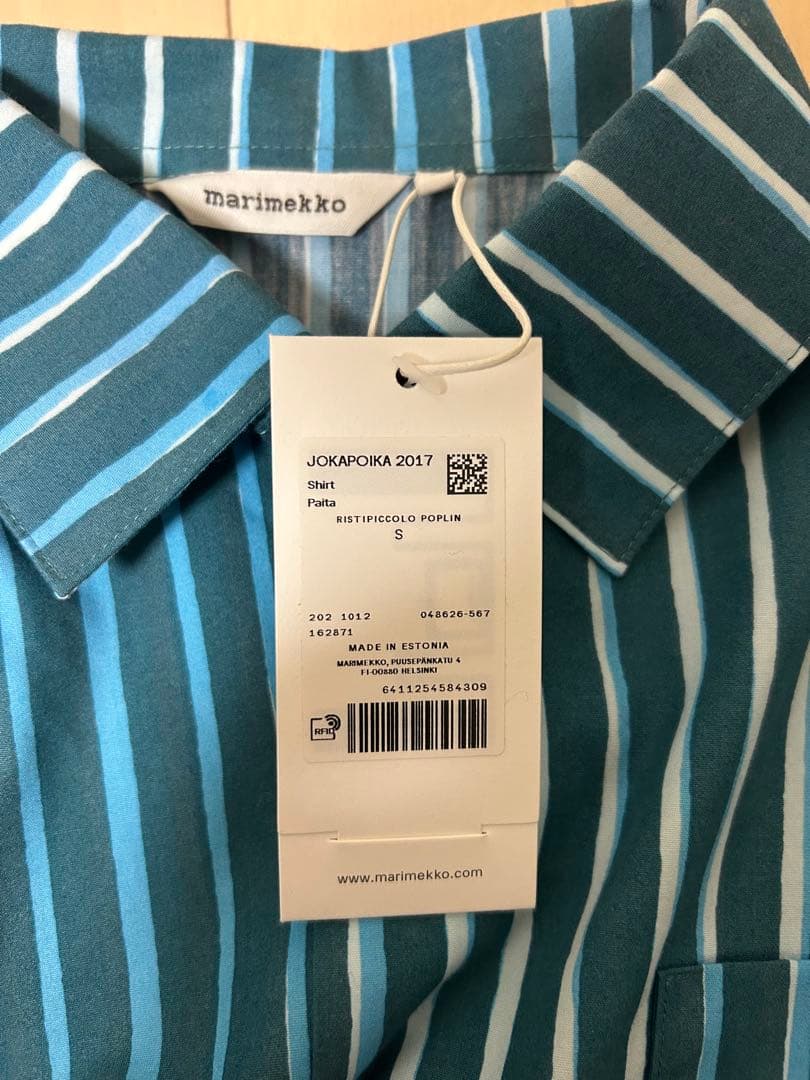 marimekko
JOKAPOIKA 2017
Shirt
Paita
RISTIPICCOLO POPLIN
S
202 1012 048626-567
162871
MADE IN ESTONIA
MARIMEKKO, PUUSEPÄNKATU 4
FI-00880 HELSINKI
6411254584309
RFID
www.marimekko.com